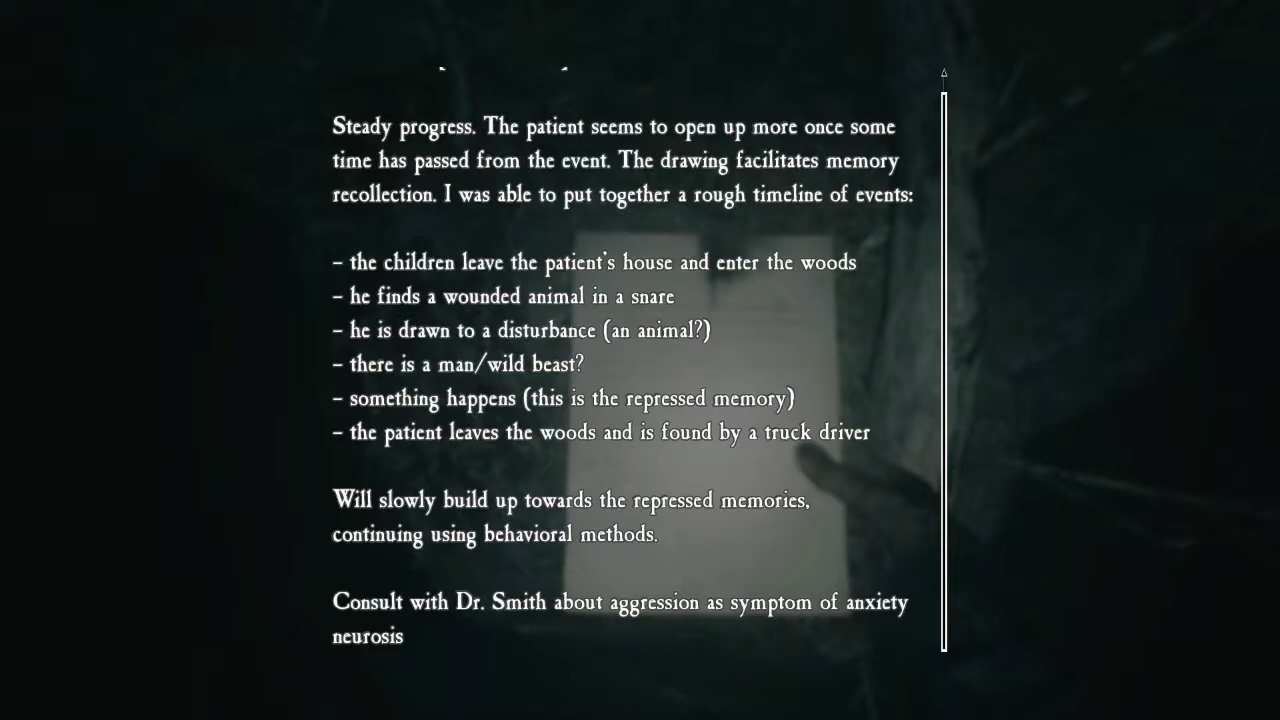 Steady progress. The patient seems to open up more once some
time has passed from the event. The drawing facilitates memory
recollection. I was able to put together a rough timeline of events:
– the children leave the patient's house and enter the woods
– he finds a wounded animal in a snare
– he is drawn to a disturbance (an animal?)
– there is a man/wild beast?
– something happens (this is the repressed memory)
– the patient leaves the woods and is found by a truck driver
Will slowly build up towards the repressed memories,
continuing using behavioral methods.
Consult with Dr. Smith about aggression as symptom of anxiety
neurosis